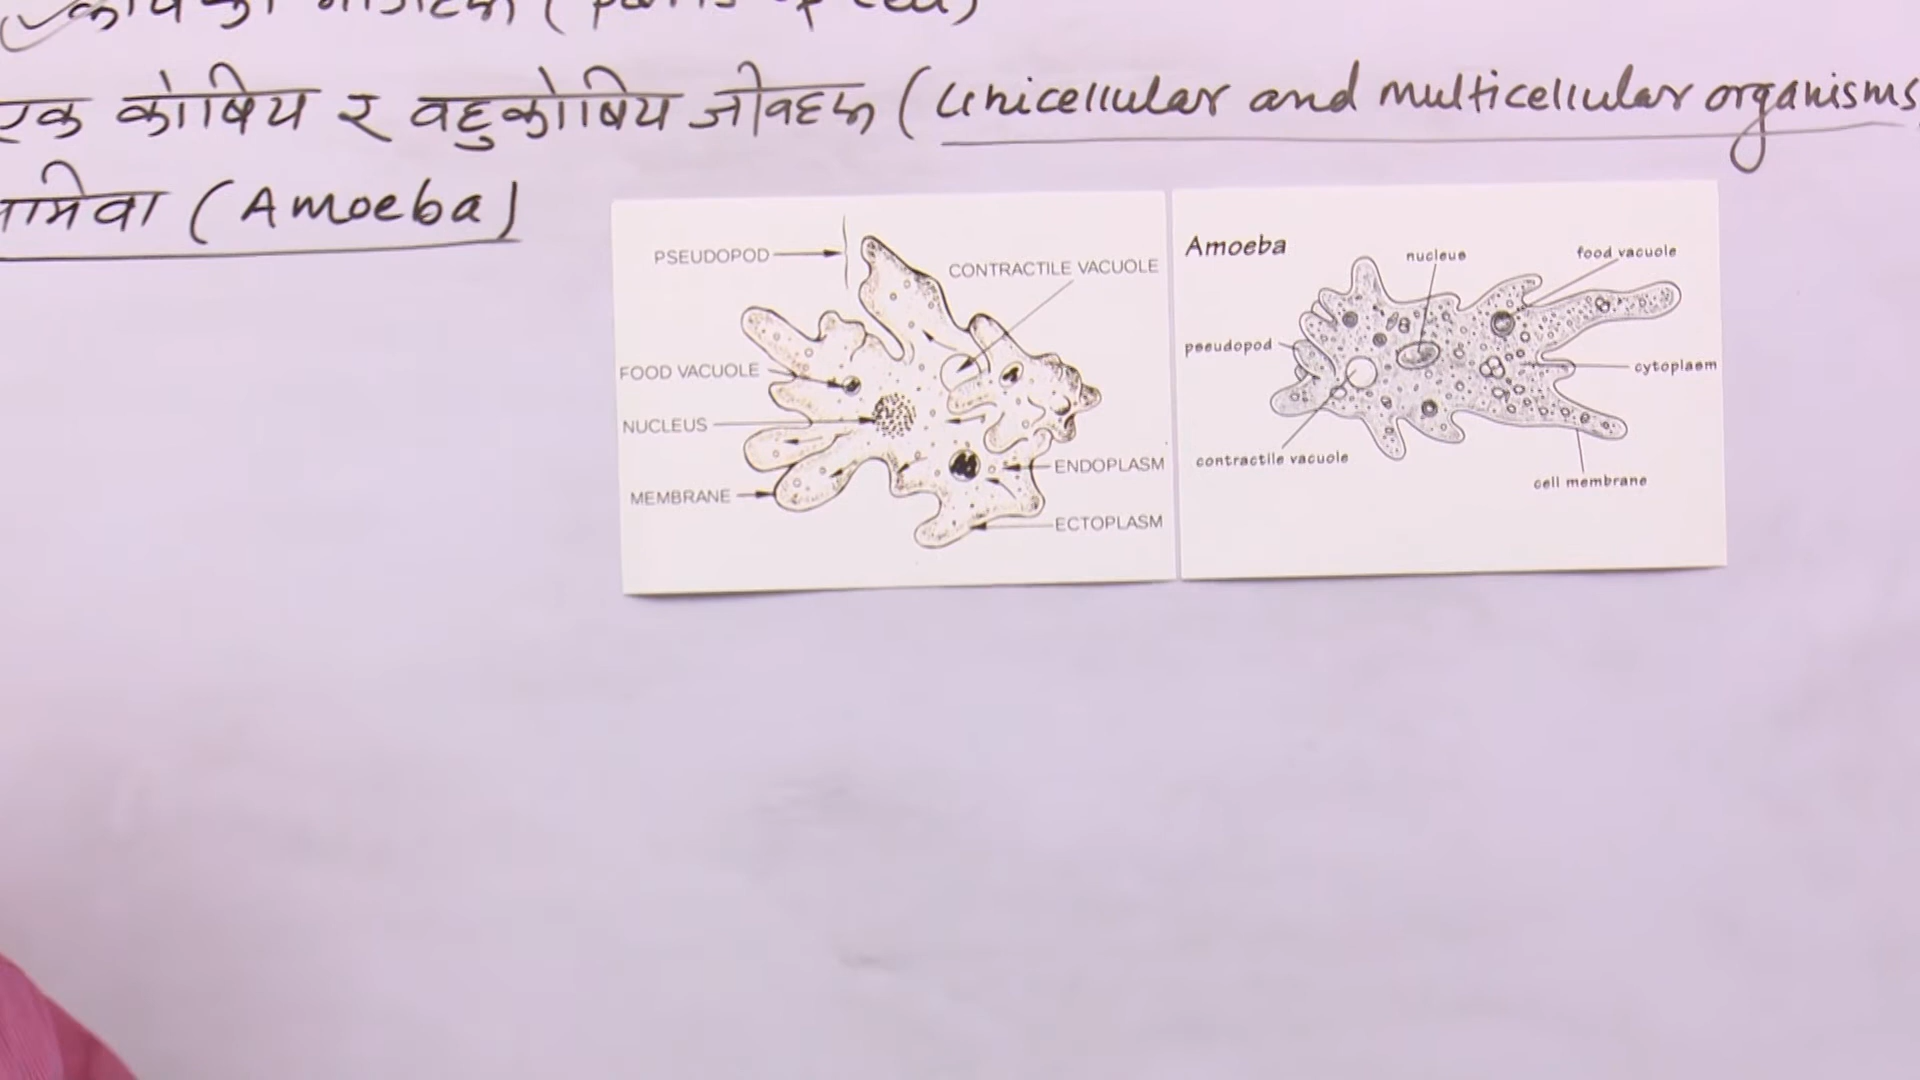 एक कोषिय र वहुकोषिय जीवहरू (Unicellular and multicellular organisms
(Amoeba)
PSEUDOPOD
CONTRACTILE VACUOLE
FOOD VACUOLE
NUCLEUS
MEMBRANE
ENDOPLASM
ECTOPLASM
Amoeba
nucleus
food vacuole
pseudopod
cytoplasm
contractile vacuole
cell membrane